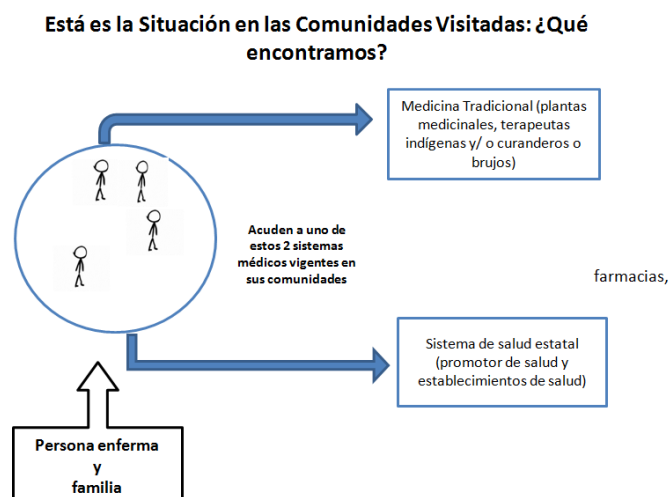 Está es la Situación en las Comunidades Visitadas: ¿Qué
encontramos?
Medicina Tradicional (plantas
medicinales, terapeutas
indígenas y/ o curanderos o
brujos)
Acuden a uno de
estos 2 sistemas
médicos vigentes en
sus comunidades
farmacias,
Sistema de salud estatal
(promotor de salud y
establecimientos de salud)
Persona enferma
y
familia